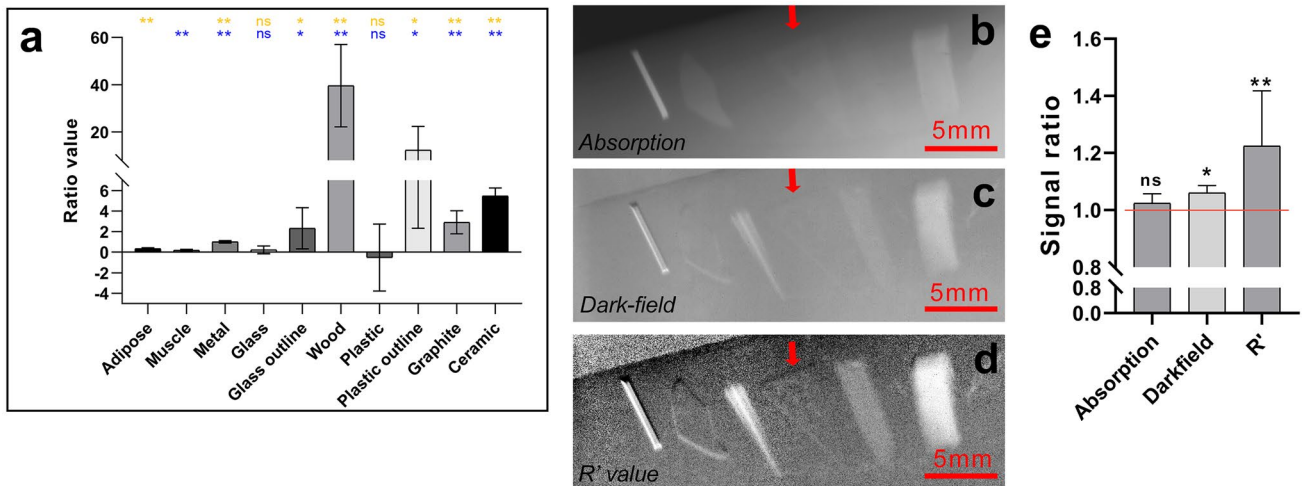 a
** ** ns * ** ns * ** **
** ** ns * ** ns * ** **
Ratio value
60
40
20
6
4
2
0
-2
-4
Adipose
Muscle
Metal
Glass
Glass outline
Wood
Plastic
Plastic outline
Graphite
Ceramic
b
Absorption
5mm
c
Dark-field
5mm
d
R' value
5mm
e
Signal ratio
1.6
1.4
1.2
1.0
0.8
0.8
0.0
ns
*
**
Absorption
Darkfield
R'